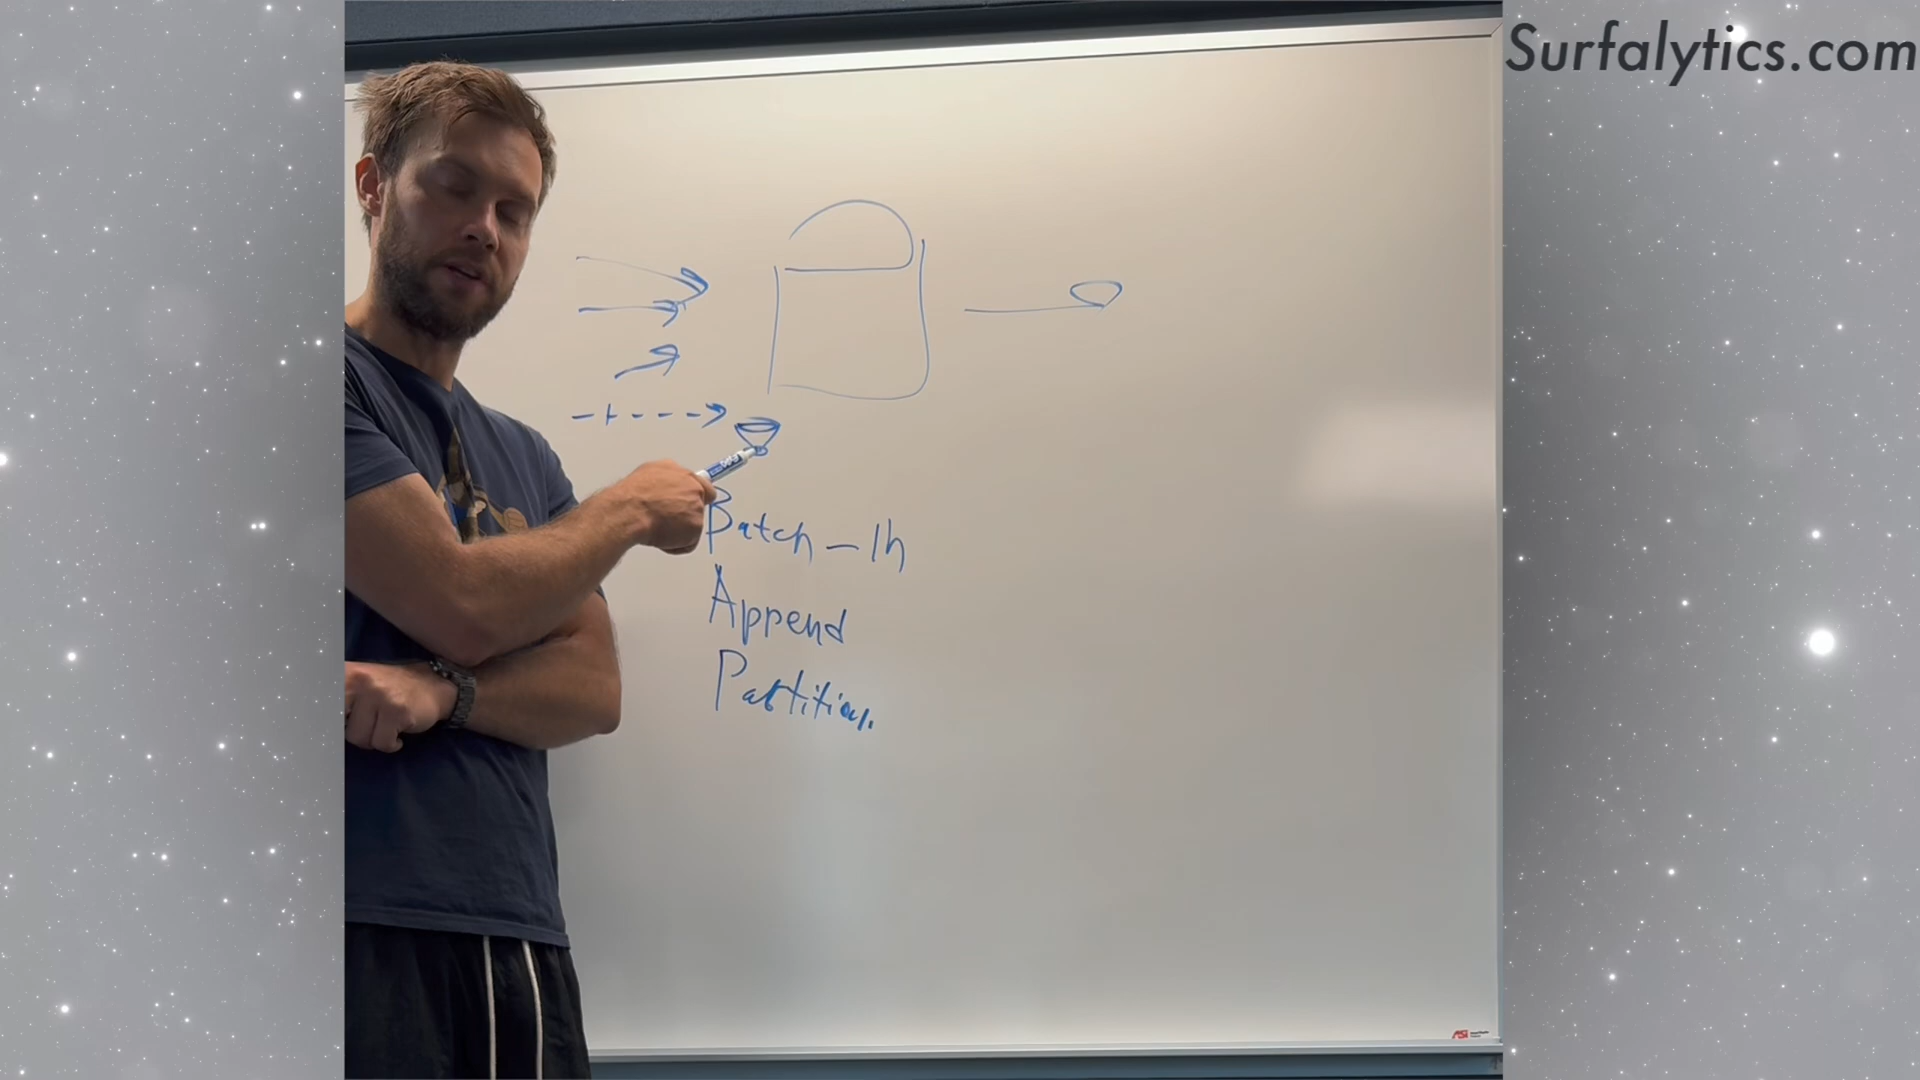 Surfalytics.com
Batch – 1h
Append
Partition.